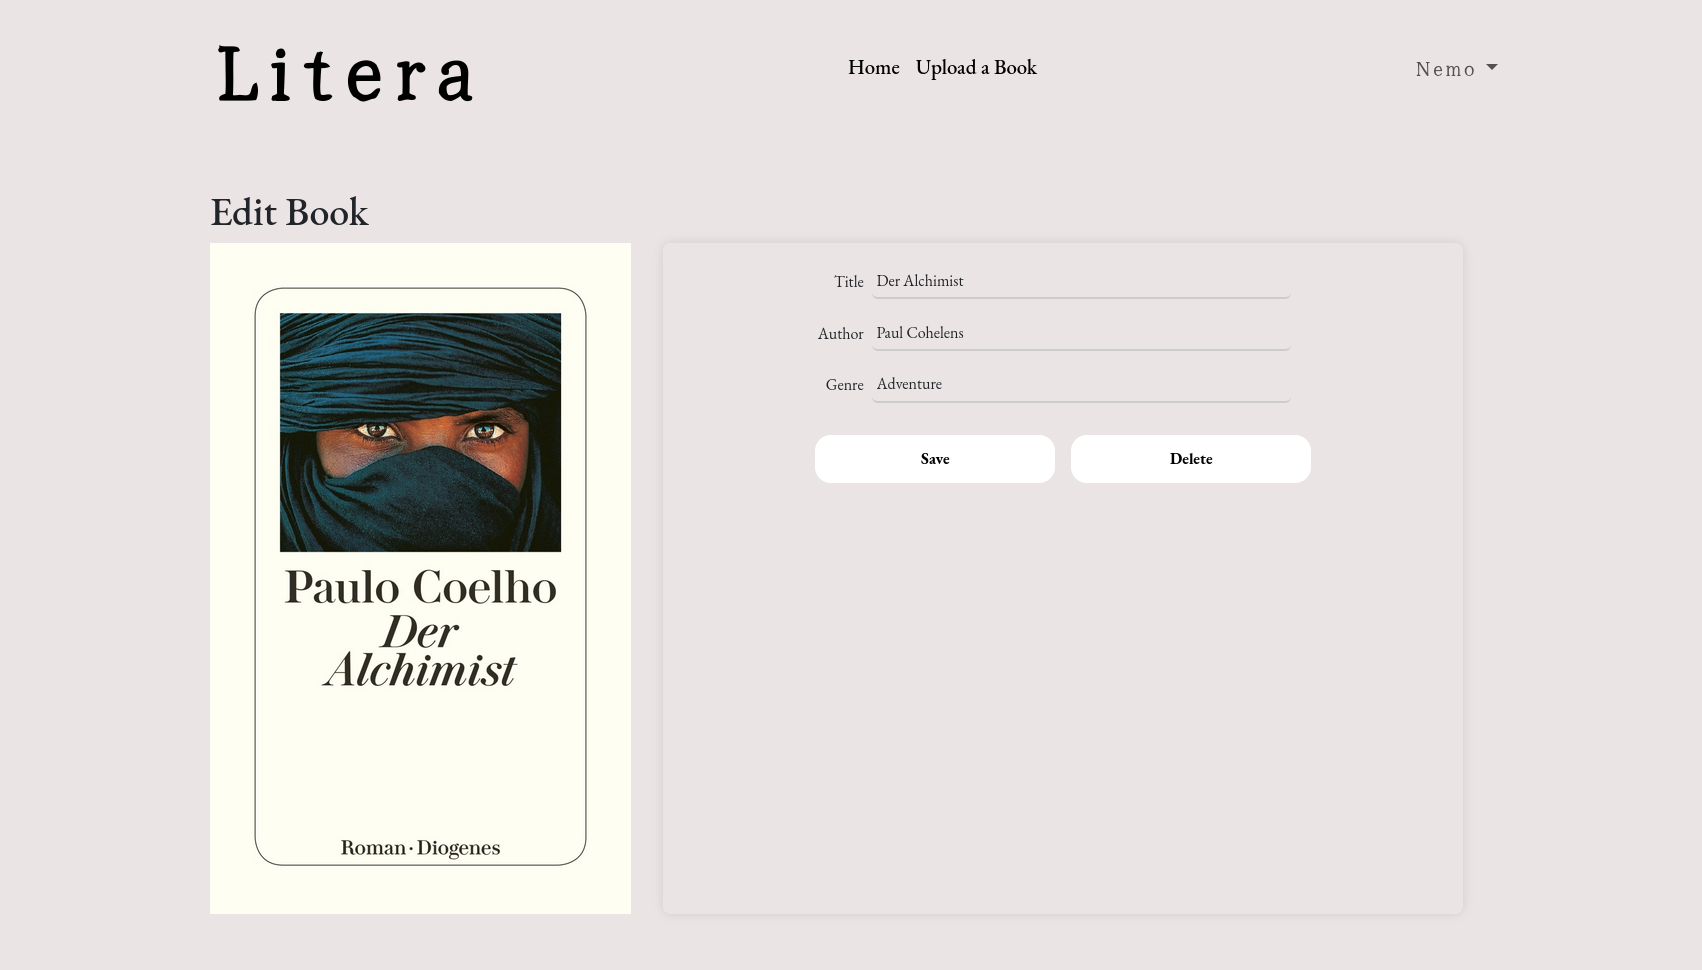 Litera
Home Upload a Book
Nemo
Edit Book
Paulo Coelho
Der
Alchimist
Roman · Diogenes
Title Der Alchimist
Author Paul Cohelens
Genre Adventure
Save Delete